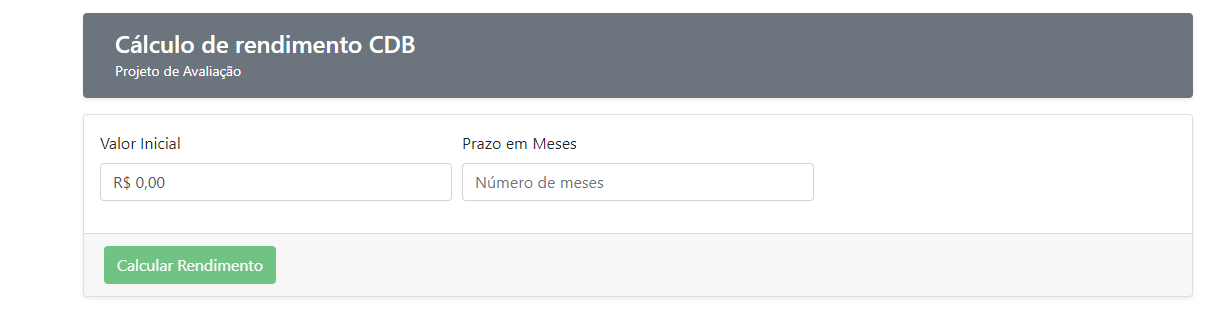 Cálculo de rendimento CDB
Projeto de Avaliação
Valor Inicial
Prazo em Meses
R$ 0,00
Número de meses
Calcular Rendimento